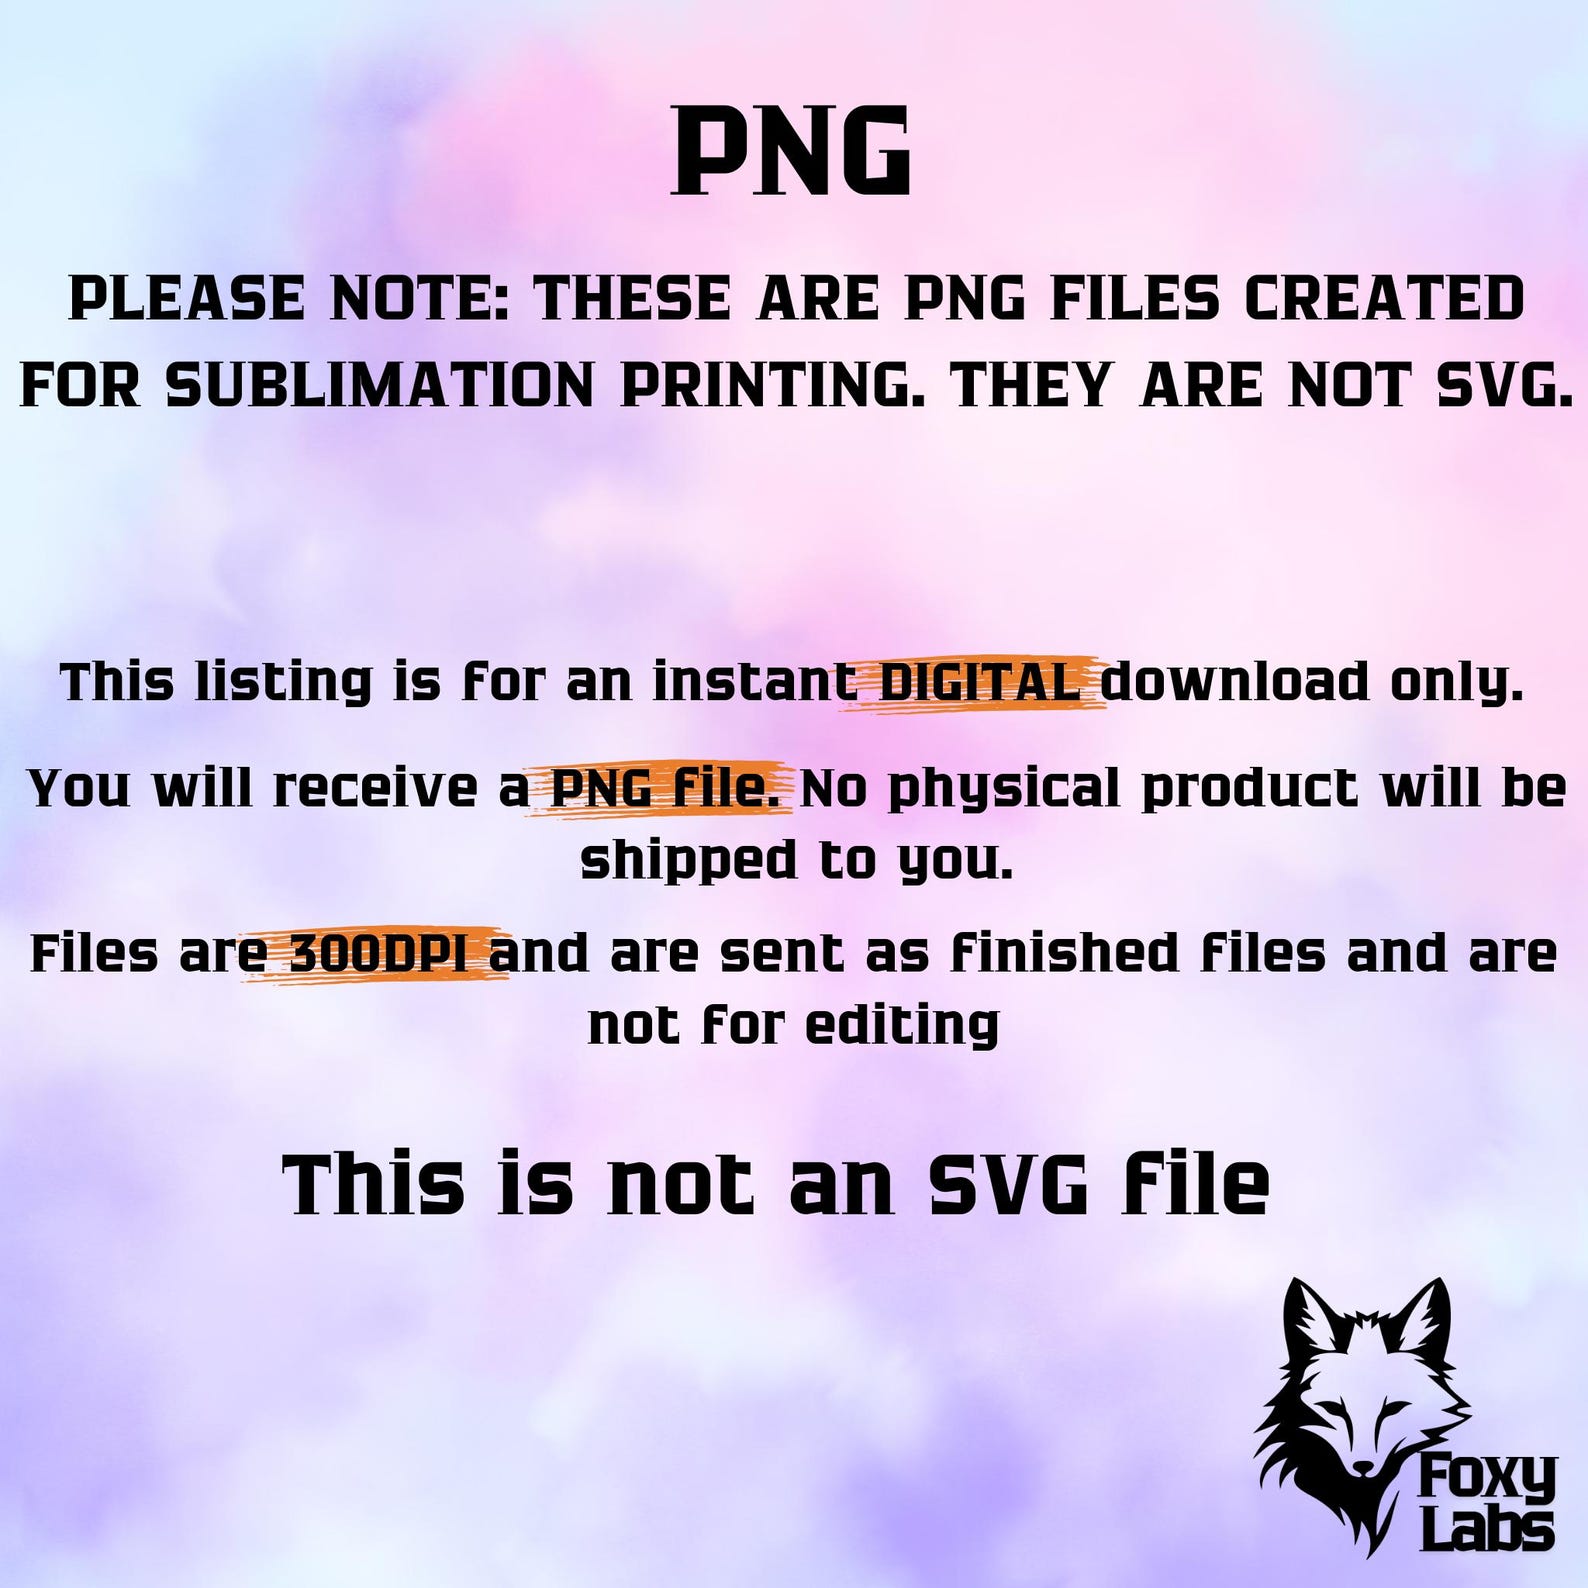 PNG
PLEASE NOTE: THESE ARE PNG FILES CREATED
FOR SUBLIMATION PRINTING. THEY ARE NOT SVG.
This listing is for an instant DIGITAL download only.
You will receive a PNG file. No physical product will be
shipped to you.
Files are 300DPI and are sent as finished files and are
not for editing
This is not an SVG file
Foxy
Labs